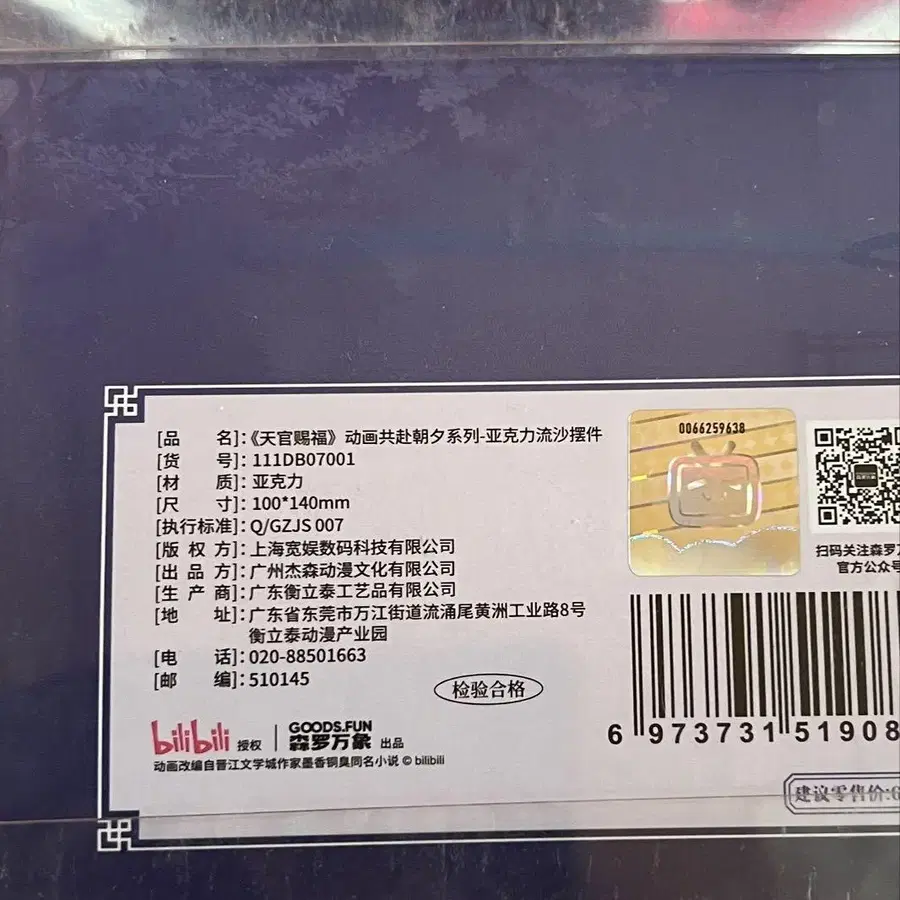 [品 名]:《天官赐福》动画共赴朝夕系列-亚克力流沙摆件
[货 号]: 111DB07001
[材 质]: 亚克力
[尺 寸]: 100*140mm
[执行标准]: Q/GZJS 007
[版 权 方]: 上海宽娱数码科技有限公司
[出 品 方]: 广州杰森动漫文化有限公司
[生 产 商]: 广东衡立泰工艺品有限公司
[地 址]: 广东省东莞市万江街道流涌尾黄洲工业路8号
衡立泰动漫产业园
[电 话]: 020-88501663
[邮 编]: 510145
检验合格
bilibili 授权 | GOODS.FUN
森罗万象 出品
动画改编自晋江文学城作家墨香铜臭同名小说 © bilibili
0066259638
扫码关注森罗万
官方公众号
6 973731 51908
建议零售价:6